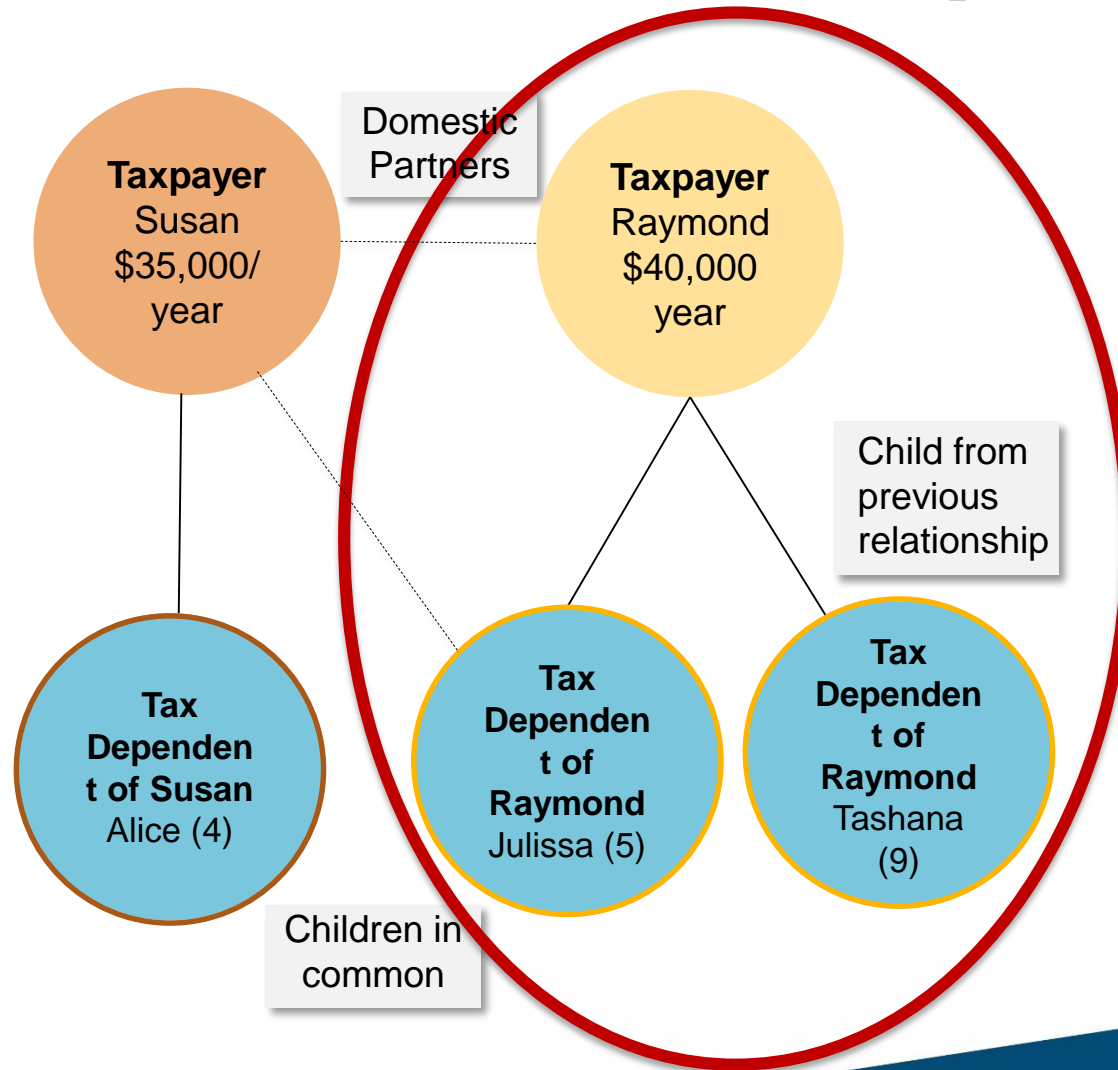 Domestic
Partners
Taxpayer
Susan
$35,000/
year
Taxpayer
Raymond
$40,000
year
Child from
previous
relationship
Tax
Dependen
t of Susan
Alice (4)
Tax
Dependen
t of
Raymond
Julissa (5)
Tax
Dependen
t of
Raymond
Tashana
(9)
Children in
common